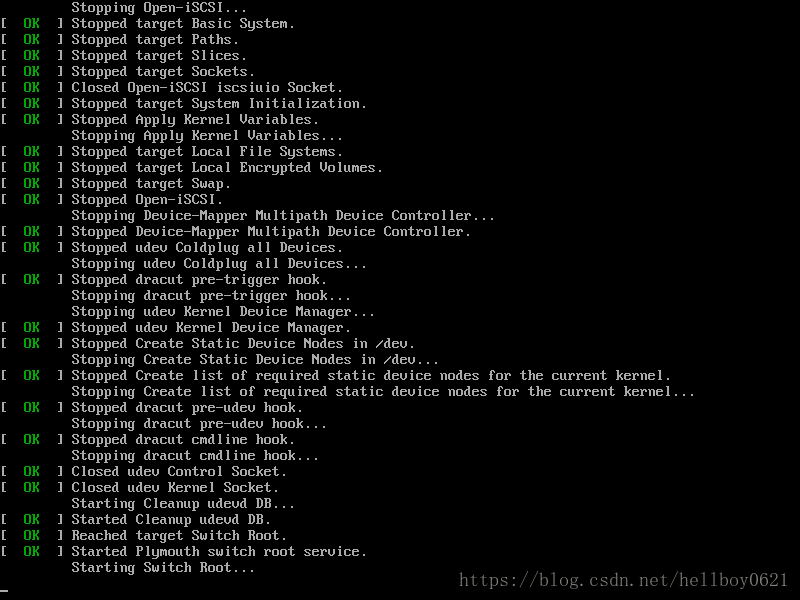 Stopping Open-iSCSI...
[  OK  ] Stopped target Basic System.
[  OK  ] Stopped target Paths.
[  OK  ] Stopped target Slices.
[  OK  ] Stopped target Sockets.
[  OK  ] Closed Open-iSCSI iscsiuio Socket.
[  OK  ] Stopped target System Initialization.
[  OK  ] Stopped Apply Kernel Variables.
Stopping Apply Kernel Variables...
[  OK  ] Stopped target Local File Systems.
[  OK  ] Stopped target Local Encrypted Volumes.
[  OK  ] Stopped target Swap.
[  OK  ] Stopped Open-iSCSI.
Stopping Device-Mapper Multipath Device Controller...
[  OK  ] Stopped Device-Mapper Multipath Device Controller.
[  OK  ] Stopped udev Coldplug all Devices.
Stopping udev Coldplug all Devices...
[  OK  ] Stopped dracut pre-trigger hook.
Stopping dracut pre-trigger hook...
Stopping udev Kernel Device Manager...
[  OK  ] Stopped udev Kernel Device Manager.
[  OK  ] Stopped Create Static Device Nodes in /dev.
Stopping Create Static Device Nodes in /dev...
[  OK  ] Stopped Create list of required static device nodes for the current kernel.
Stopping Create list of required static device nodes for the current kernel...
[  OK  ] Stopped dracut pre-udev hook.
Stopping dracut pre-udev hook...
[  OK  ] Stopped dracut cmdline hook.
Stopping dracut cmdline hook...
[  OK  ] Closed udev Control Socket.
[  OK  ] Closed udev Kernel Socket.
Starting Cleanup udevd DB...
[  OK  ] Started Cleanup udevd DB.
[  OK  ] Reached target Switch Root.
[  OK  ] Started Plymouth switch root service.
Starting Switch Root...
https://blog.csdn.net/hellboy0621